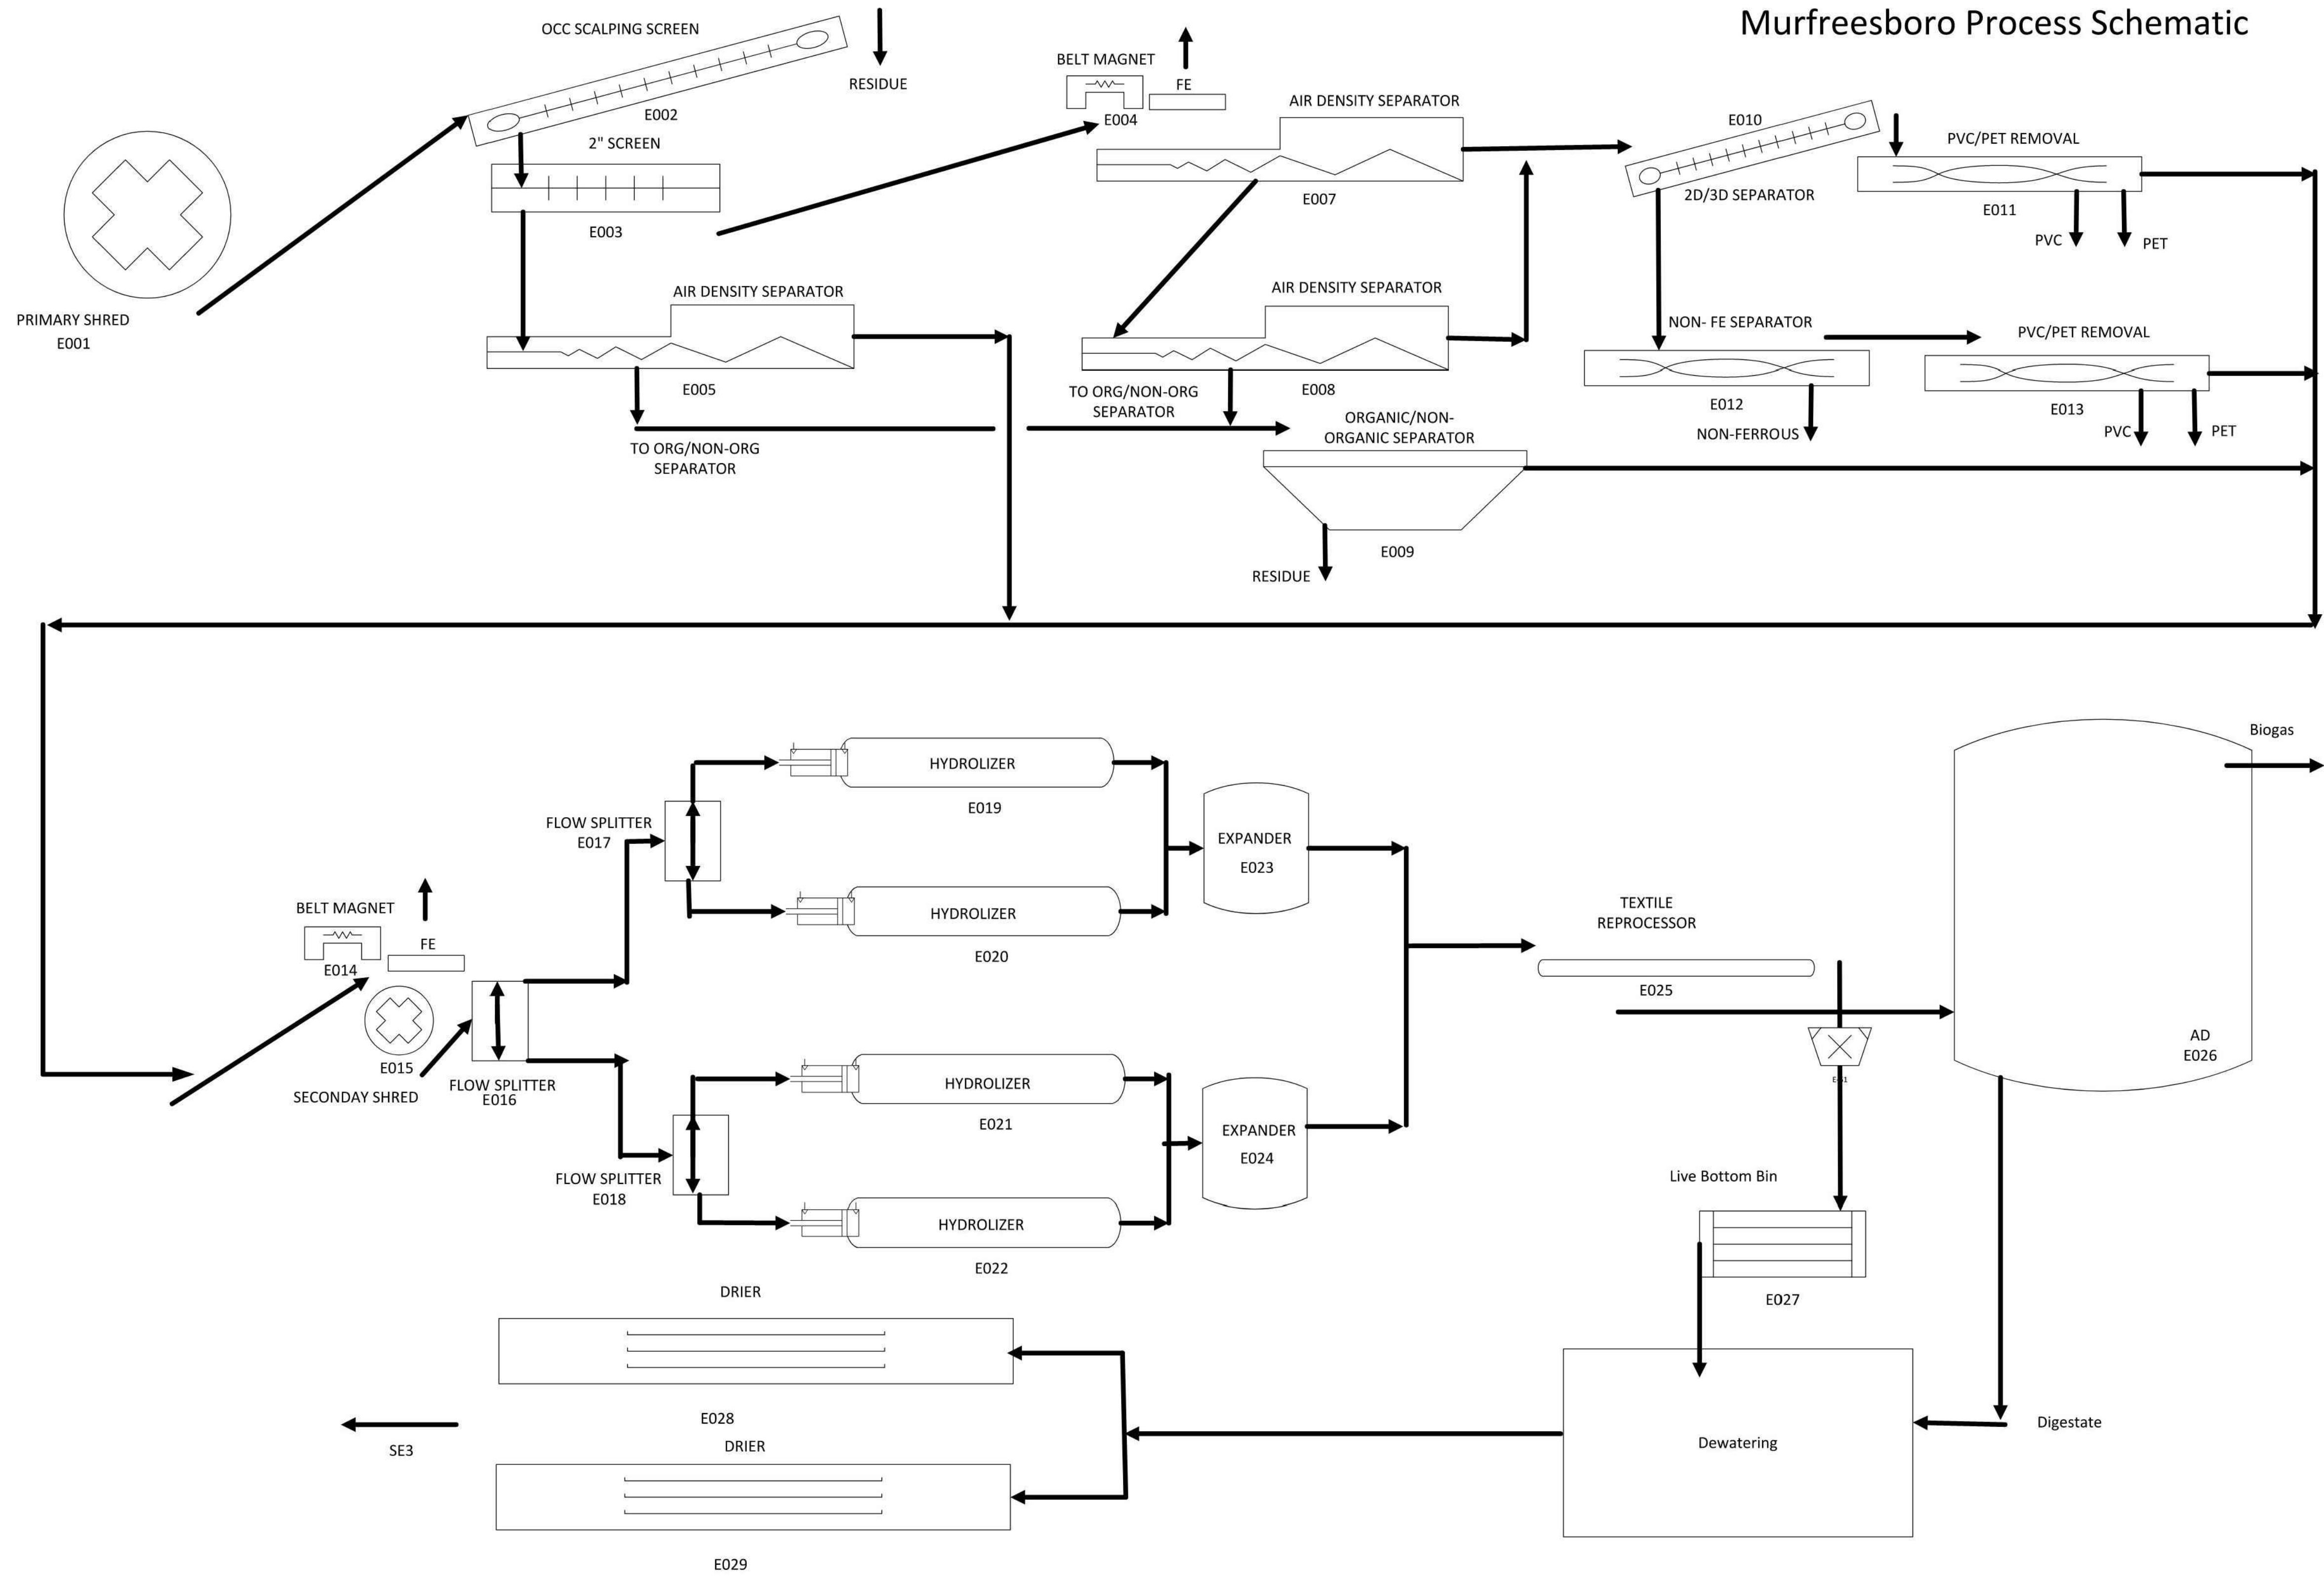 Murfreesboro Process Schematic
OCC SCALPING SCREEN
RESIDUE
E002
2" SCREEN
E003
PRIMARY SHRED
E001
BELT MAGNET
FE
E004
AIR DENSITY SEPARATOR
E007
E010
2D/3D SEPARATOR
PVC/PET REMOVAL
E011
PVC
PET
AIR DENSITY SEPARATOR
E005
TO ORG/NON-ORG
SEPARATOR
AIR DENSITY SEPARATOR
E008
TO ORG/NON-ORG
SEPARATOR
ORGANIC/NON-
ORGANIC SEPARATOR
E009
RESIDUE
NON- FE SEPARATOR
E012
NON-FERROUS
PVC/PET REMOVAL
E013
PVC
PET
HYDROLIZER
E019
FLOW SPLITTER
E017
HYDROLIZER
E020
EXPANDER
E023
BELT MAGNET
FE
E014
E015
SECONDAY SHRED
FLOW SPLITTER
E016
HYDROLIZER
E021
FLOW SPLITTER
E018
HYDROLIZER
E022
EXPANDER
E024
TEXTILE
REPROCESSOR
E025
Biogas
AD
E026
Live Bottom Bin
E027
DRIER
E028
DRIER
E029
SE3
Dewatering
Digestate